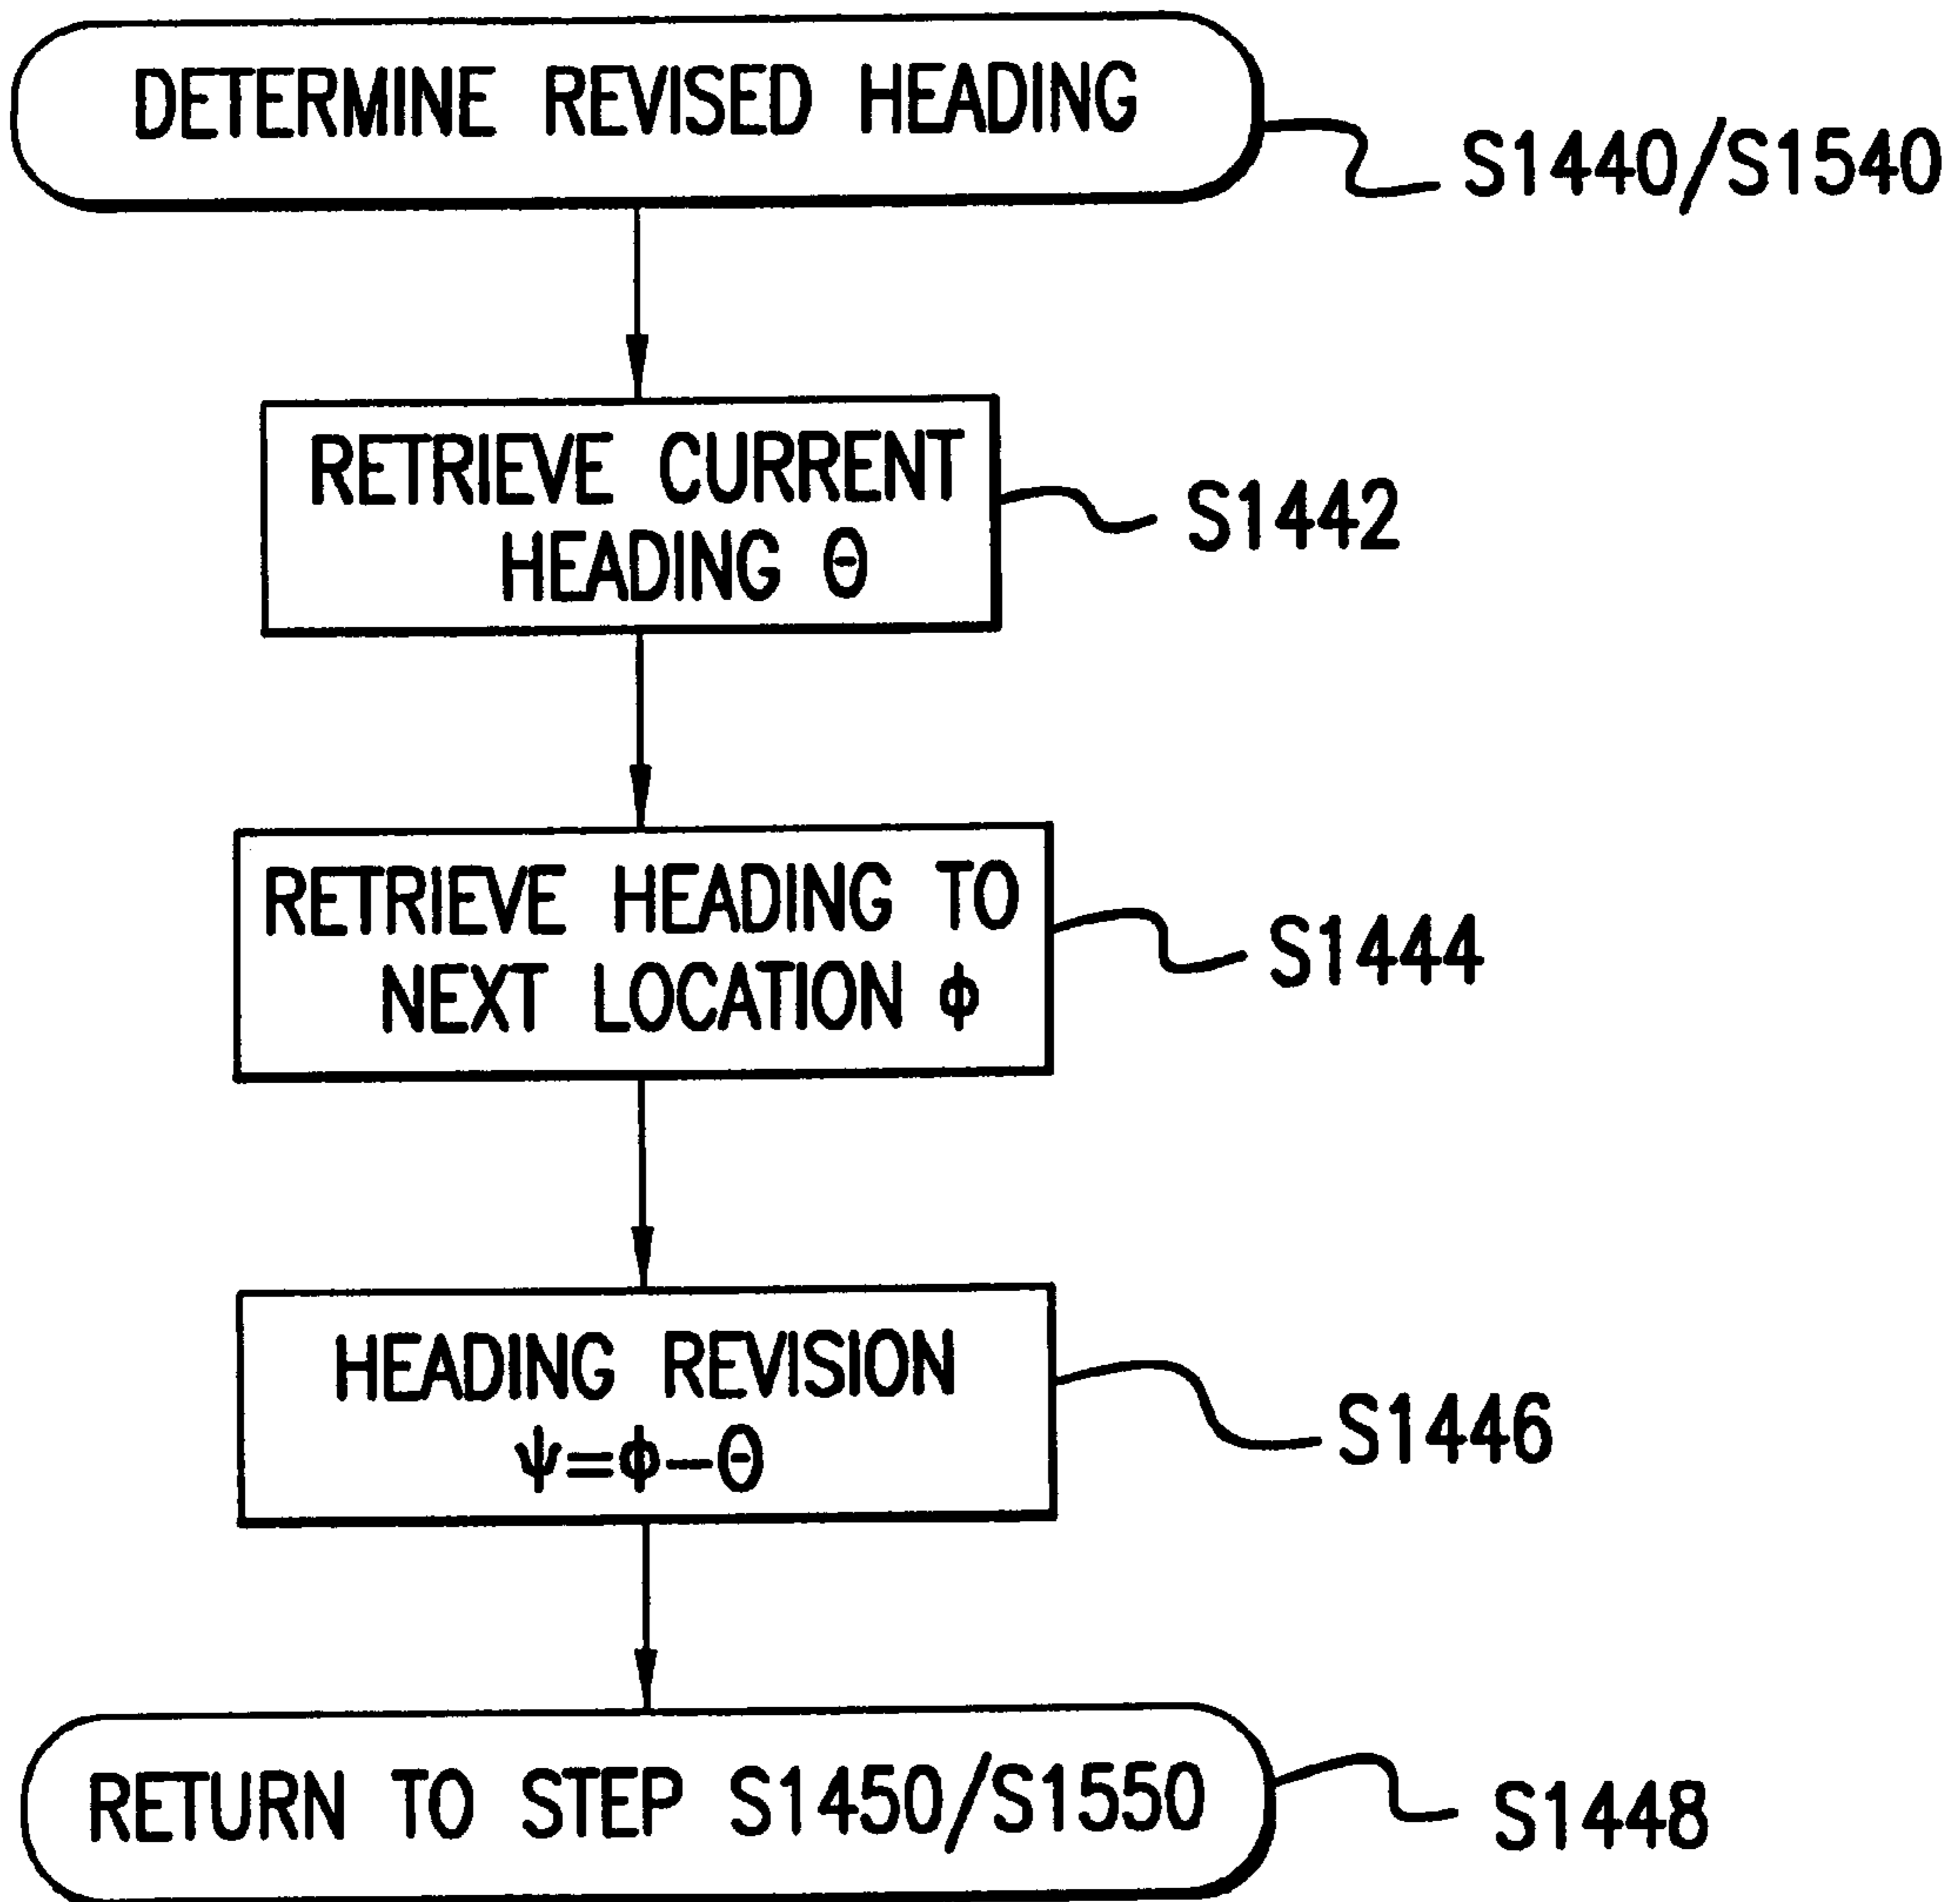 DETERMINE REVISED HEADING
S1440/S1540
RETRIEVE CURRENT
HEADING θ
S1442
RETRIEVE HEADING TO
NEXT LOCATION ϕ
S1444
HEADING REVISION
ψ=ϕ−θ
S1446
RETURN TO STEP S1450/S1550
S1448